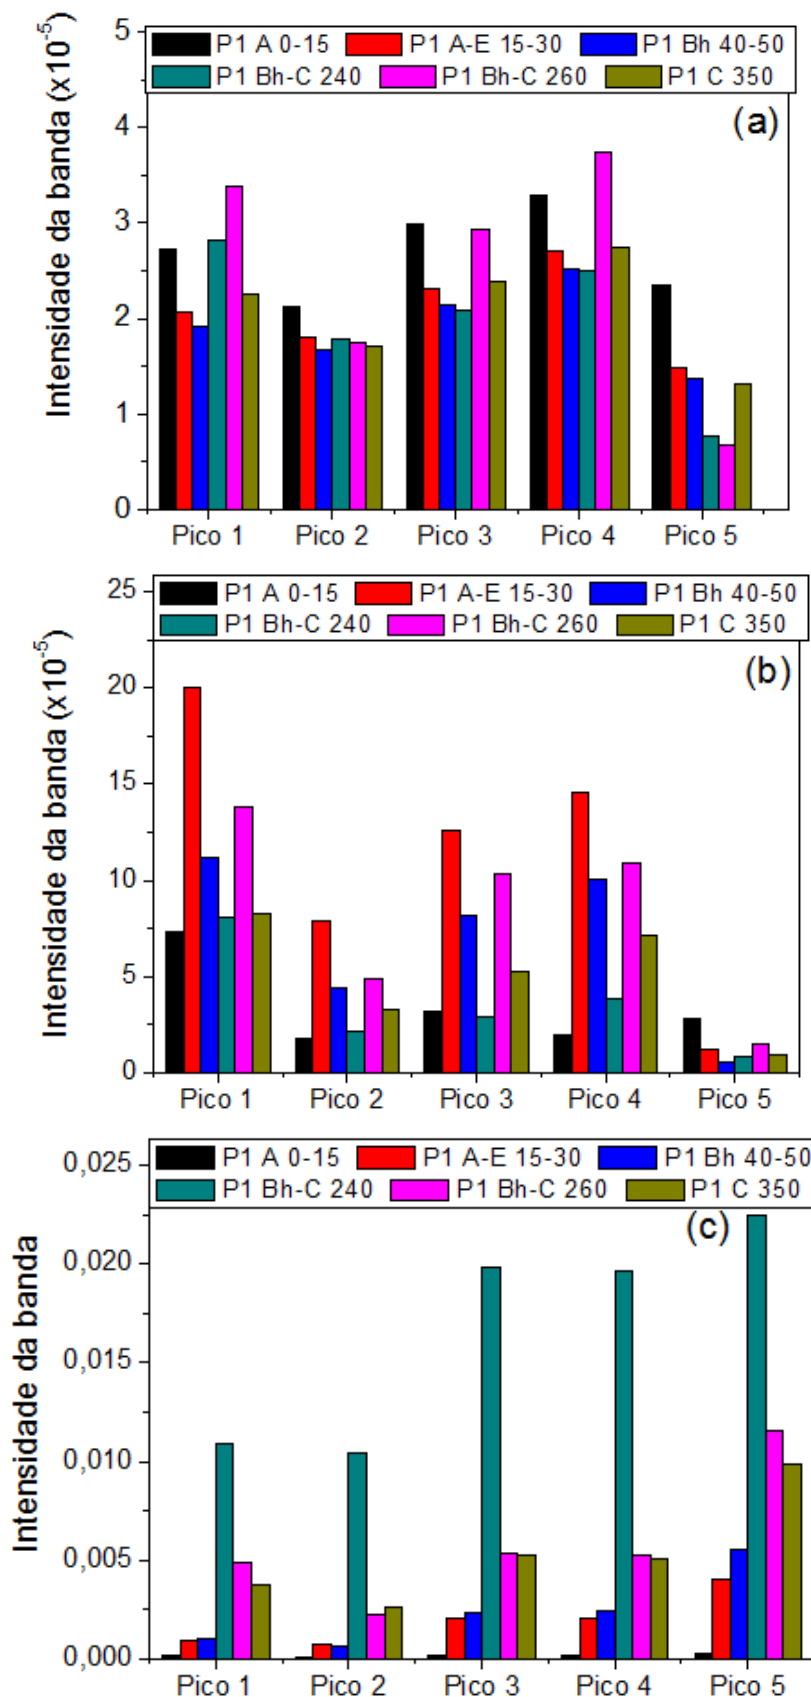 Intensidade da banda (x10⁻⁵)
5
4
3
2
1
0
P1 A 0-15 P1 A-E 15-30 P1 Bh 40-50
P1 Bh-C 240 P1 Bh-C 260 P1 C 350
(a)
Pico 1 Pico 2 Pico 3 Pico 4 Pico 5
Intensidade da banda (x10⁻⁵)
25
20
15
10
5
0
P1 A 0-15 P1 A-E 15-30 P1 Bh 40-50
P1 Bh-C 240 P1 Bh-C 260 P1 C 350
(b)
Pico 1 Pico 2 Pico 3 Pico 4 Pico 5
Intensidade da banda
0,025
0,020
0,015
0,010
0,005
0,000
P1 A 0-15 P1 A-E 15-30 P1 Bh 40-50
P1 Bh-C 240 P1 Bh-C 260 P1 C 350
(c)
Pico 1 Pico 2 Pico 3 Pico 4 Pico 5